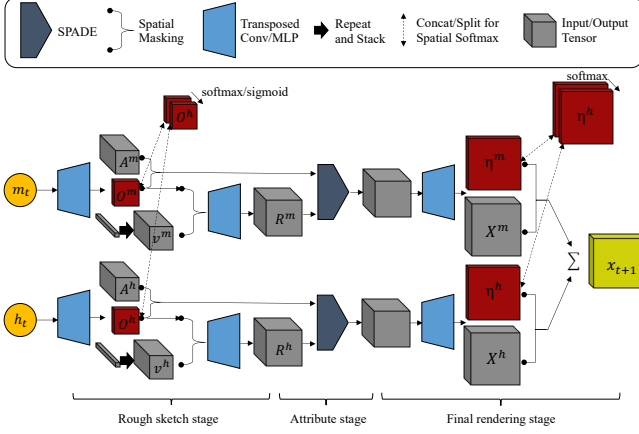 SPADE
Spatial
Masking
Transposed
Conv/MLP
Repeat
and Stack
Concat/Split for
Spatial Softmax
Input/Output
Tensor
softmax/sigmoid
softmax
O^h
η^h
A^m
η^m
m_t
O^m
v^m
R^m
X^m
Σ
x_{t+1}
A^h
η^h
h_t
O^h
v^h
R^h
X^h
Rough sketch stage
Attribute stage
Final rendering stage